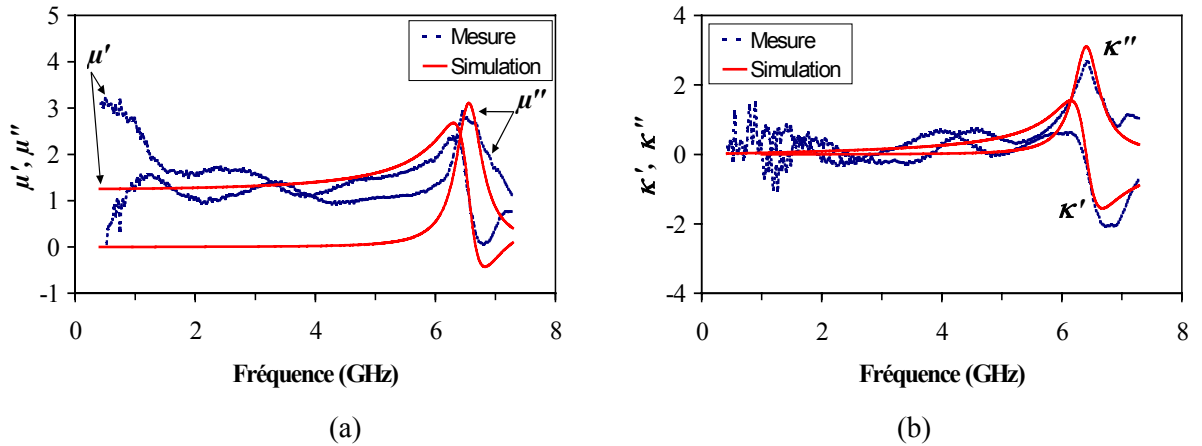 5
4
3
2
1
0
-1
0 2 4 6 8
μ', μ''
Fréquence (GHz)
Mesure
Simulation
μ'
μ''
(a)
4
2
0
-2
-4
0 2 4 6 8
κ', κ''
Fréquence (GHz)
Mesure
Simulation
κ''
κ'
(b)